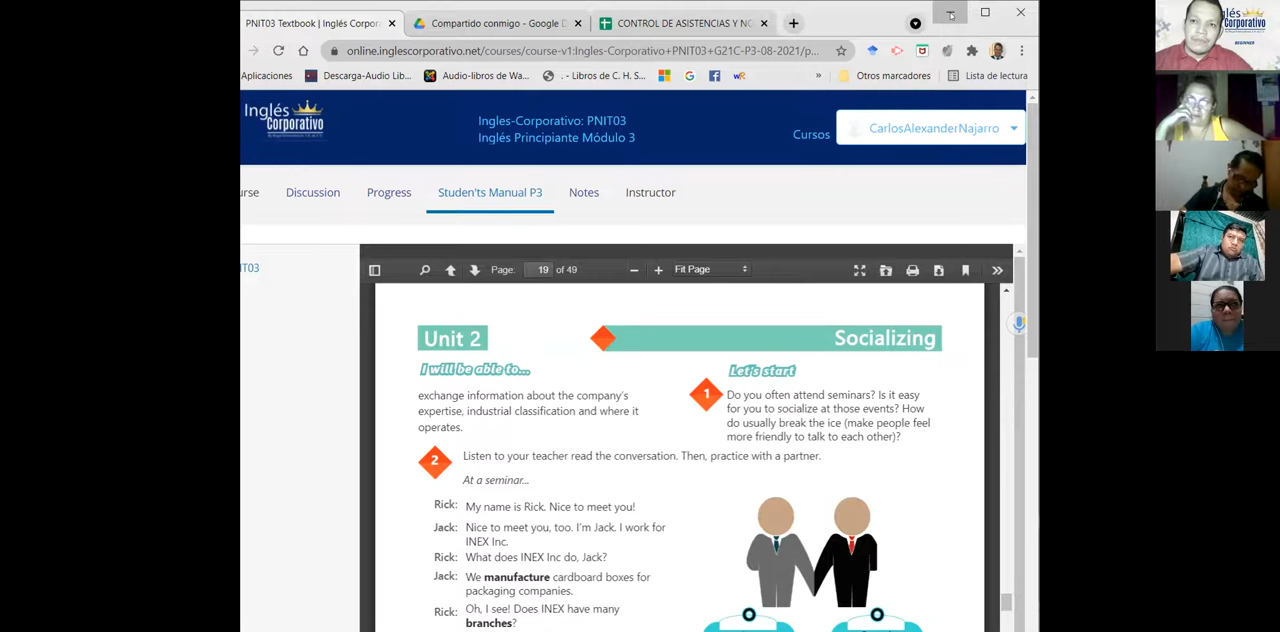 PNIT03 Textbook | Inglés Corpor
Compartido conmigo - Google D
CONTROL DE ASISTENCIAS Y NO
online.inglescorporativo.net/courses/course-v1:Ingles-Corporativo+PNIT03+G21C-P3-08-2021/p...
Aplicaciones
Descarga-Audio Lib...
Audio-libros de Wa...
. - Libros de C. H. S...
»
Otros marcadores
Lista de lectura
Inglés
Corporativo
Ingles-Corporativo: PNIT03
Inglés Principiante Módulo 3
Cursos
CarlosAlexanderNajarro
urse
Discussion
Progress
Studen'ts Manual P3
Notes
Instructor
IT03
Page:
19
of 49
Fit Page
Unit 2
Socializing
I will be able to...
exchange information about the company's
expertise, industrial classification and where it
operates.
Let's start
1
Do you often attend seminars? Is it easy
for you to socialize at those events? How
do usually break the ice (make people feel
more friendly to talk to each other)?
2
Listen to your teacher read the conversation. Then, practice with a partner.
At a seminar...
Rick: My name is Rick. Nice to meet you!
Jack: Nice to meet you, too. I'm Jack. I work for
INEX Inc.
Rick: What does INEX Inc do, Jack?
Jack: We manufacture cardboard boxes for
packaging companies.
Rick: Oh, I see! Does INEX have many
branches?
Inglés
Corporativo
BEGINNER